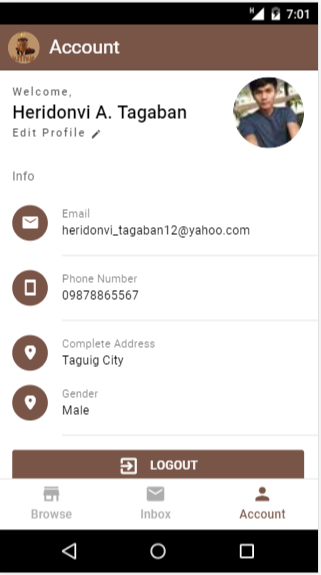 H 7:01
Account
Welcome,
Heridonvi A. Tagaban
Edit Profile
Info
Email
heridonvi_tagaban12@yahoo.com
Phone Number
09878865567
Complete Address
Taguig City
Gender
Male
LOGOUT
Browse
Inbox
Account